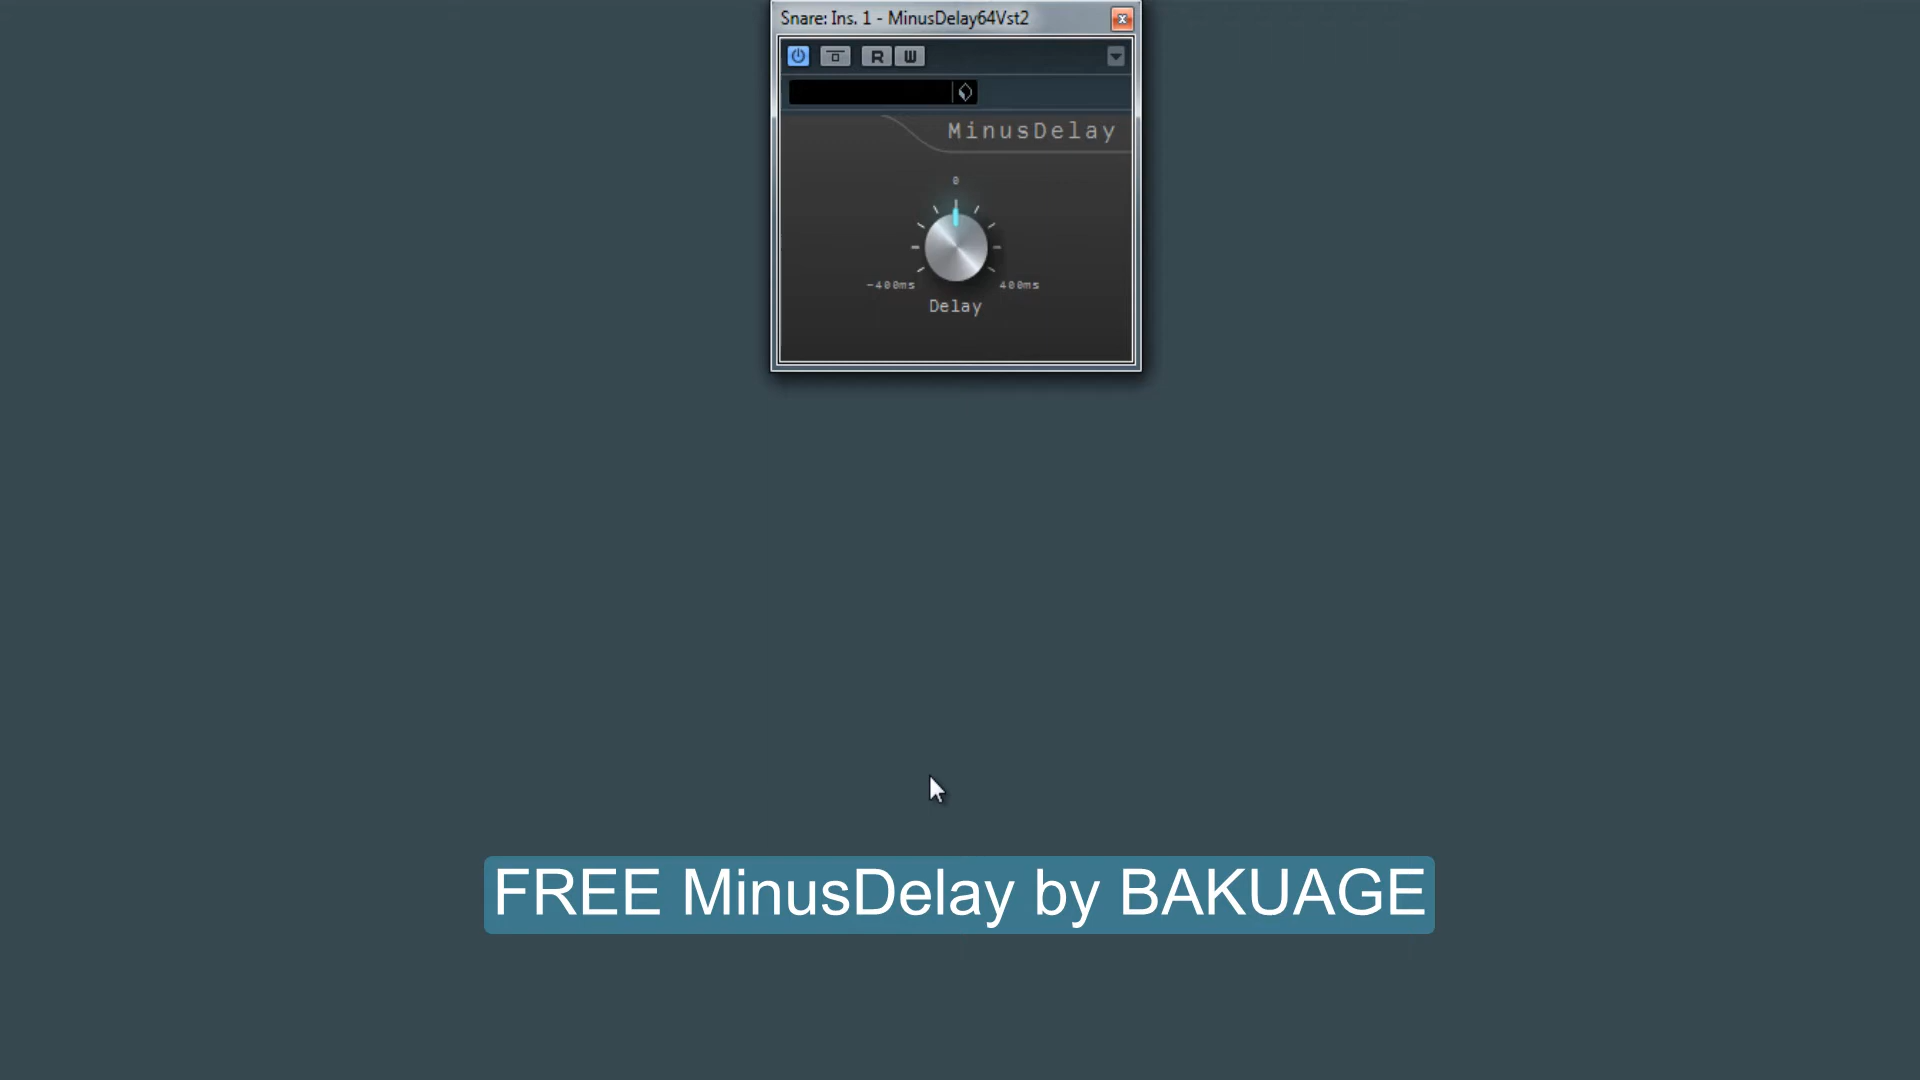 Snare: Ins. 1 - MinusDelay64Vst2
R W
MinusDelay
0
-400ms 400ms
Delay
FREE MinusDelay by BAKUAGE